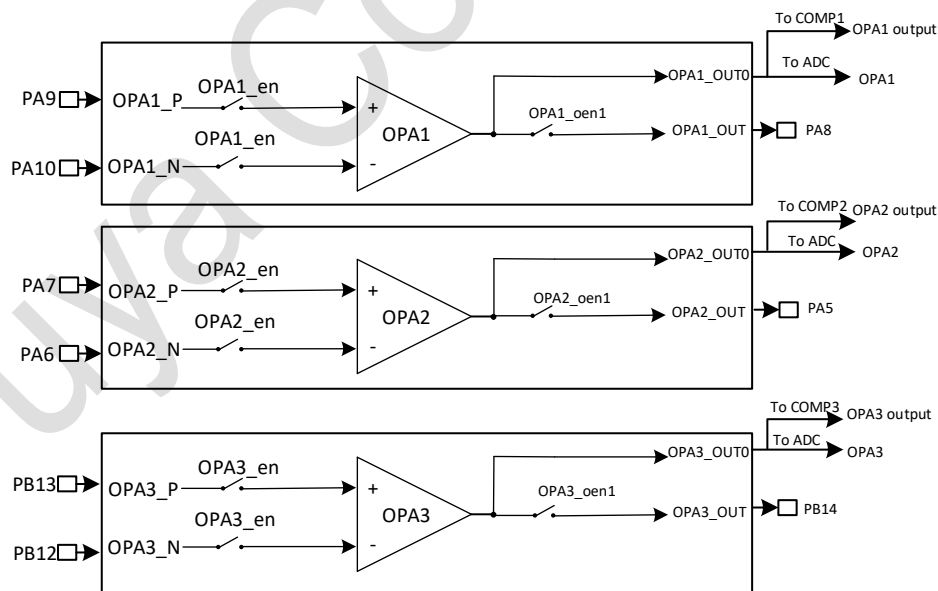 To COMP1
OPA1 output
To ADC
OPA1
PA9
OPA1_P
OPA1_en
+
OPA1
OPA1_OUT0
OPA1_oen1
OPA1_OUT
PA8
OPA1_en
PA10
OPA1_N
-
To COMP2
OPA2 output
To ADC
OPA2
PA7
OPA2_P
OPA2_en
+
OPA2
OPA2_OUT0
OPA2_oen1
OPA2_OUT
PA5
OPA2_en
PA6
OPA2_N
-
To COMP3
OPA3 output
To ADC
OPA3
PB13
OPA3_P
OPA3_en
+
OPA3
OPA3_OUT0
OPA3_oen1
OPA3_OUT
PB14
OPA3_en
PB12
OPA3_N
-
uya Co